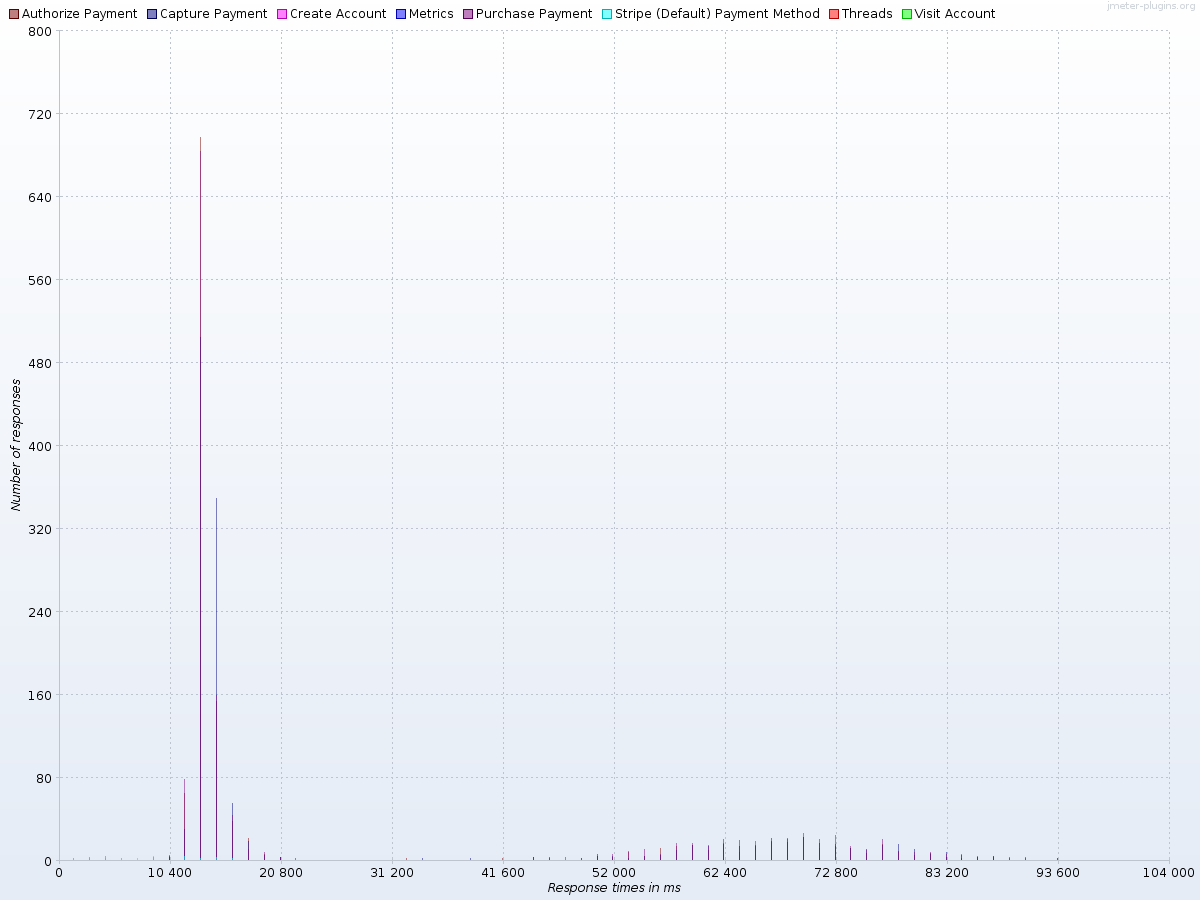 jmeter-plugins.org
Authorize Payment Capture Payment Create Account Metrics Purchase Payment Stripe (Default) Payment Method Threads Visit Account
800
720
640
560
480
400
320
240
160
80
0
Number of responses
0 10 400 20 800 31 200 41 600 52 000 62 400 72 800 83 200 93 600 104 000
Response times in ms